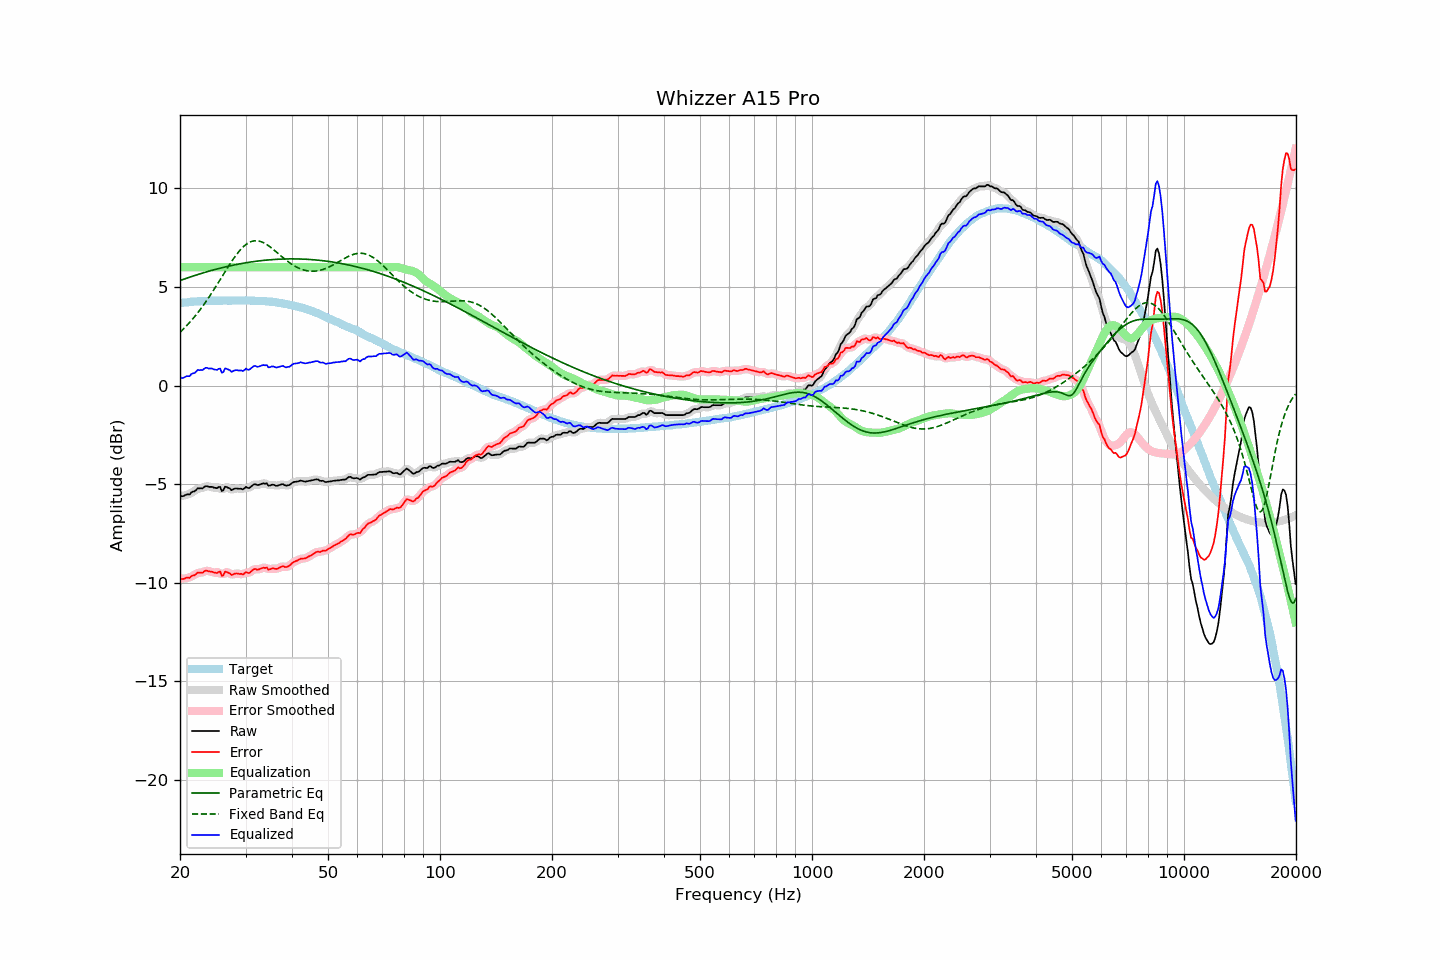 Whizzer A15 Pro
Amplitude (dBr)
10
5
0
−5
−10
−15
−20
Target
Raw Smoothed
Error Smoothed
Raw
Error
Equalization
Parametric Eq
Fixed Band Eq
Equalized
20 50 100 200 500 1000 2000 5000 10000 20000
Frequency (Hz)